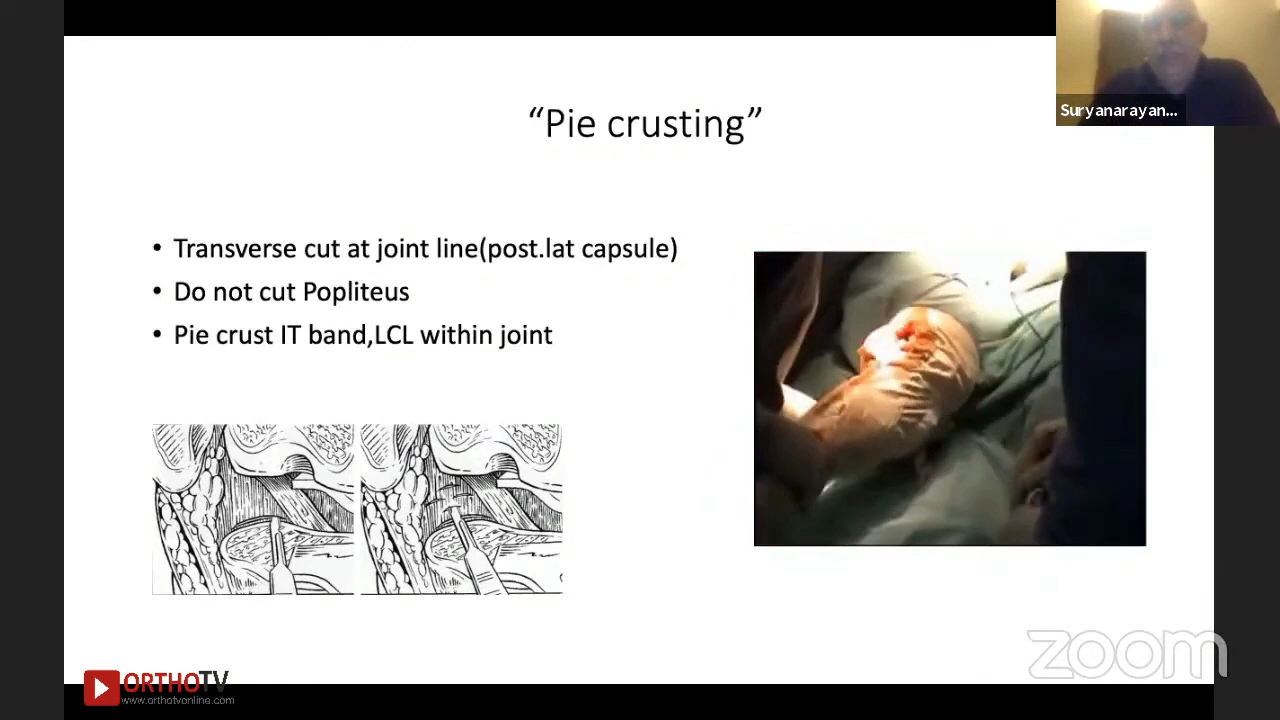 Suryanarayan...
“Pie crusting”
• Transverse cut at joint line(post.lat capsule)
• Do not cut Popliteus
• Pie crust IT band,LCL within joint
zoom
ORTHOTV
www.orthotvonline.com